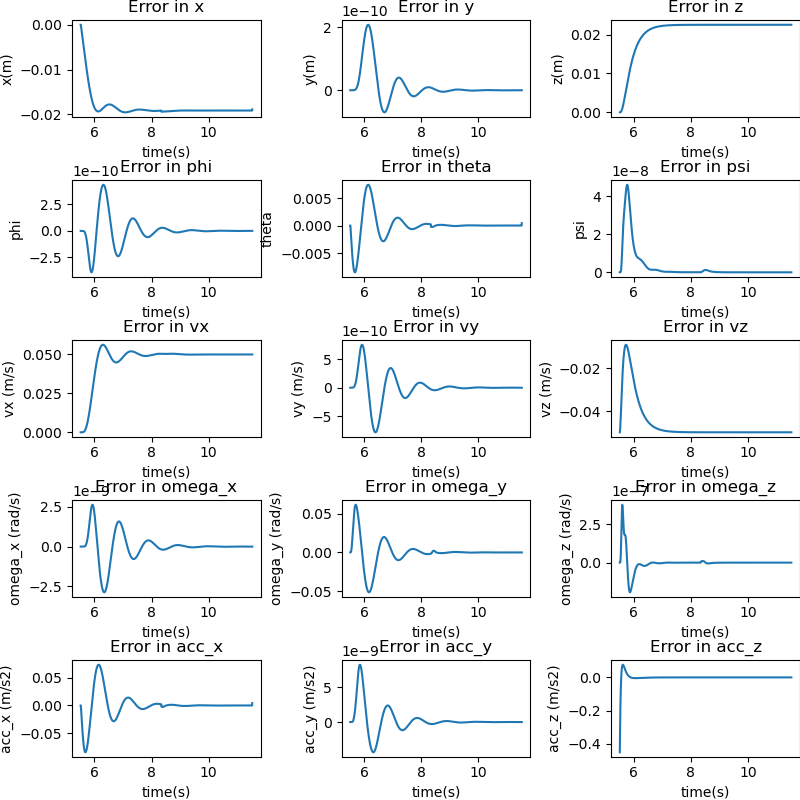 Error in x
0.00
−0.01
−0.02
x(m)
6 8 10
time(s)
1e−10
Error in y
2
0
y(m)
6 8 10
time(s)
Error in z
0.02
0.01
0.00
z(m)
6 8 10
time(s)
1e−10
Error in phi
2.5
0.0
−2.5
phi
6 8 10
time(s)
Error in theta
0.005
0.000
−0.005
theta
6 8 10
time(s)
1e−8
Error in psi
4
2
0
psi
6 8 10
time(s)
Error in vx
0.050
0.025
0.000
vx (m/s)
6 8 10
time(s)
1e−10
Error in vy
5
0
−5
vy (m/s)
6 8 10
time(s)
Error in vz
−0.02
−0.04
vz (m/s)
6 8 10
time(s)
Error in omega_x
2.5
0.0
−2.5
omega_x (rad/s)
6 8 10
time(s)
Error in omega_y
0.05
0.00
−0.05
omega_y (rad/s)
6 8 10
time(s)
1e−7
Error in omega_z
2.5
0.0
omega_z (rad/s)
6 8 10
time(s)
Error in acc_x
0.05
0.00
−0.05
acc_x (m/s2)
6 8 10
time(s)
1e−9
Error in acc_y
5
0
acc_y (m/s2)
6 8 10
time(s)
Error in acc_z
0.0
−0.2
−0.4
acc_z (m/s2)
6 8 10
time(s)